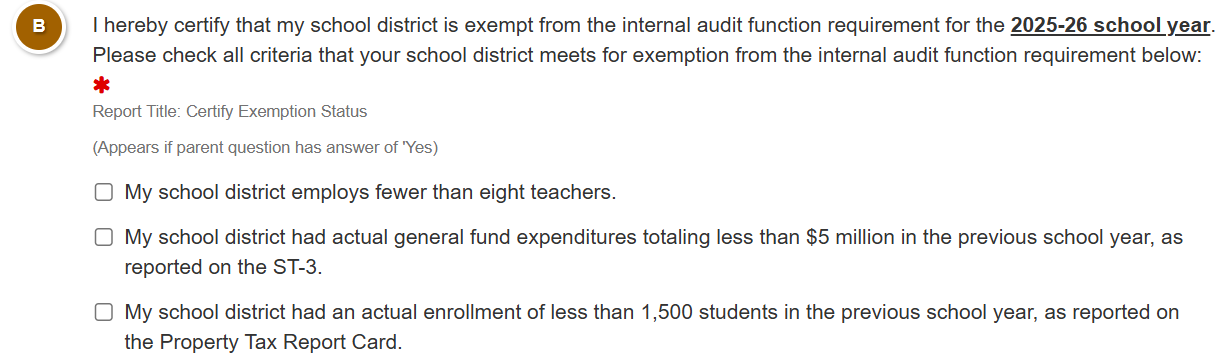 B
I hereby certify that my school district is exempt from the internal audit function requirement for the 2025-26 school year.
Please check all criteria that your school district meets for exemption from the internal audit function requirement below:
✱
Report Title: Certify Exemption Status
(Appears if parent question has answer of 'Yes)
My school district employs fewer than eight teachers.
My school district had actual general fund expenditures totaling less than $5 million in the previous school year, as
reported on the ST-3.
My school district had an actual enrollment of less than 1,500 students in the previous school year, as reported on
the Property Tax Report Card.